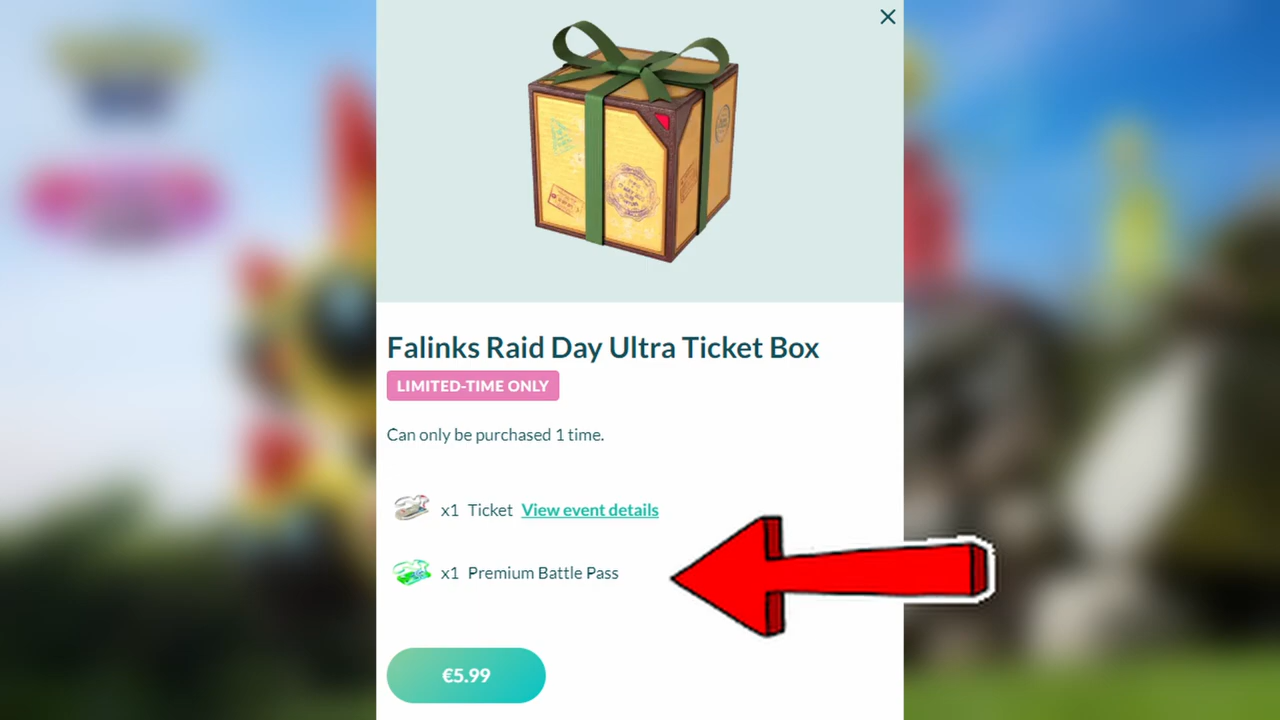 Falinks Raid Day Ultra Ticket Box
LIMITED-TIME ONLY
Can only be purchased 1 time.
x1 Ticket View event details
x1 Premium Battle Pass
€5.99